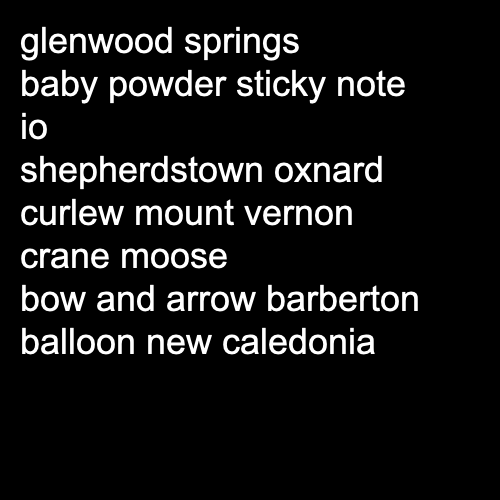 glenwood springs
baby powder sticky note
io
shepherdstown oxnard
curlew mount vernon
crane moose
bow and arrow barberton
balloon new caledonia